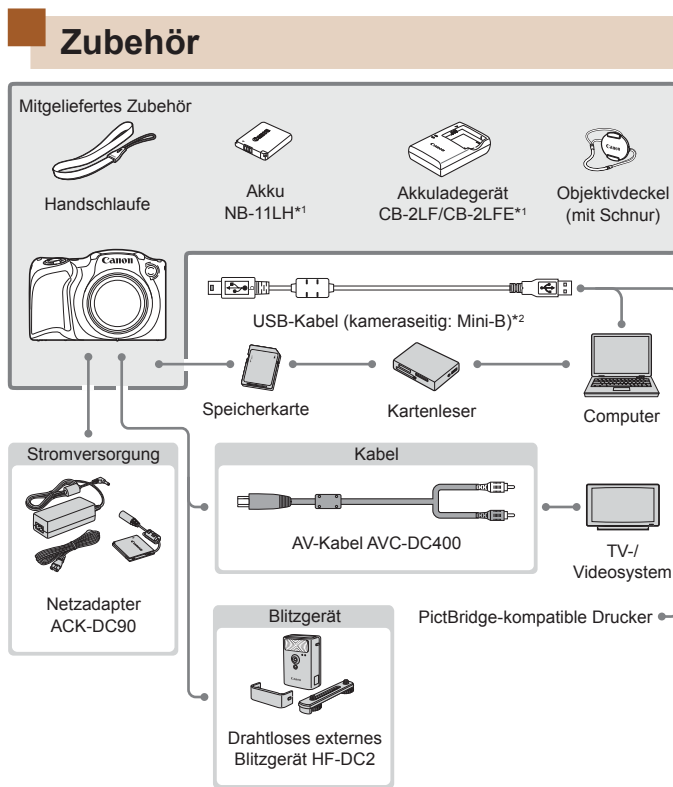 Zubehör
Mitgeliefertes Zubehör
Handschlaufe
Akku
NB-11LH*1
Akkuladegerät
CB-2LF/CB-2LFE*1
Objektivdeckel
(mit Schnur)
Canon
USB-Kabel (kameraseitig: Mini-B)*2
Speicherkarte
Kartenleser
Computer
Stromversorgung
Netzadapter
ACK-DC90
Kabel
AV-Kabel AVC-DC400
TV-/
Videosystem
Blitzgerät
Drahtloses externes
Blitzgerät HF-DC2
PictBridge-kompatible Drucker